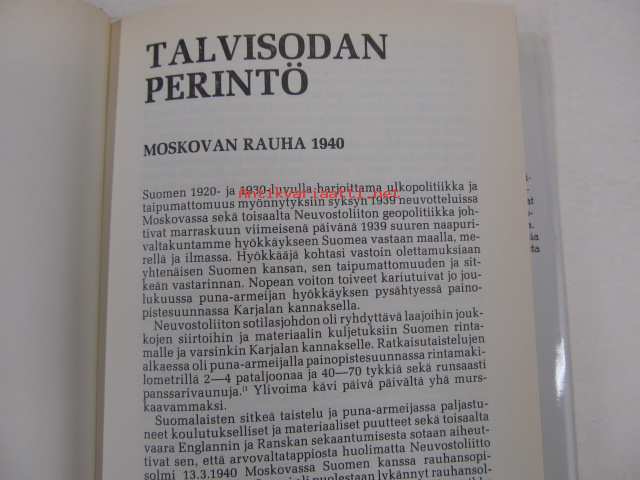 TALVISODAN
PERINTÖ
MOSKOVAN RAUHA 1940
Suomen 1920- ja 1930-luvulla harjoittama ulkopolitiikka ja
Antikvariaatti.net
taipumattomuus myönnytyksiin syksyn 1939 neuvotteluissa
Moskovassa sekä toisaalta Neuvostoliiton geopolitiikka joh-
tivat marraskuun viimeisenä päivänä 1939 suuren naapuri-
valtakuntamme hyökkäykseen Suomea vastaan maalla, me-
rellä ja ilmassa. Hyökkääjä kohtasi vastoin olettamuksiaan
yhtenäisen Suomen kansan, sen taipumattomuuden ja sit-
keän vastarinnan. Nopean voiton toiveet kariutuivat jo jou-
lukuussa puna-armeijan hyökkäyksen pysähtyessä paino-
pistesuunnassa Karjalan kannaksella.
Neuvostoliiton sotilasjohdon oli ryhdyttävä laajoihin jouk-
kojen siirtoihin ja materiaalin kuljetuksiin Suomen rinta-
malle ja varsinkin Karjalan kannakselle. Ratkaisutaistelujen
alkaessa oli puna-armeijalla painopistesuunnassa rintamaki-
lometrillä 2—4 pataljoonaa ja 40—70 tykkiä sekä runsaasti
panssarivaunuja.(1 Ylivoima kävi päivä päivältä yhä murs-
kaavammaksi.
Suomalaisten sitkeä taistelu ja puna-armeijassa paljastu-
neet koulutukselliset ja materiaaliset puutteet sekä toisaalta
vaara Englannin ja Ranskan sekaantumisesta sotaan aiheut-
tivat sen, että arvovaltatappiosta huolimatta Neuvostoliitto
solmi 13.3.1940 Moskovassa Suomen kanssa rauhansopi-
oli puolestaan lykännyt rauhansol-